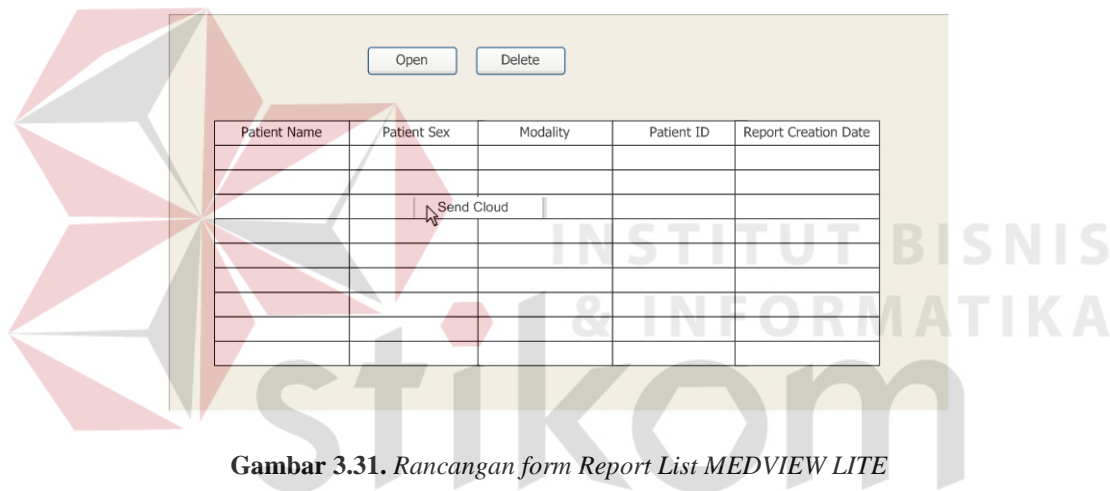 Open Delete
Patient Name Patient Sex Modality Patient ID Report Creation Date
Send Cloud
INSTITUT BISNIS
& INFORMATIKA
stikom
Gambar 3.31. Rancangan form Report List MEDVIEW LITE